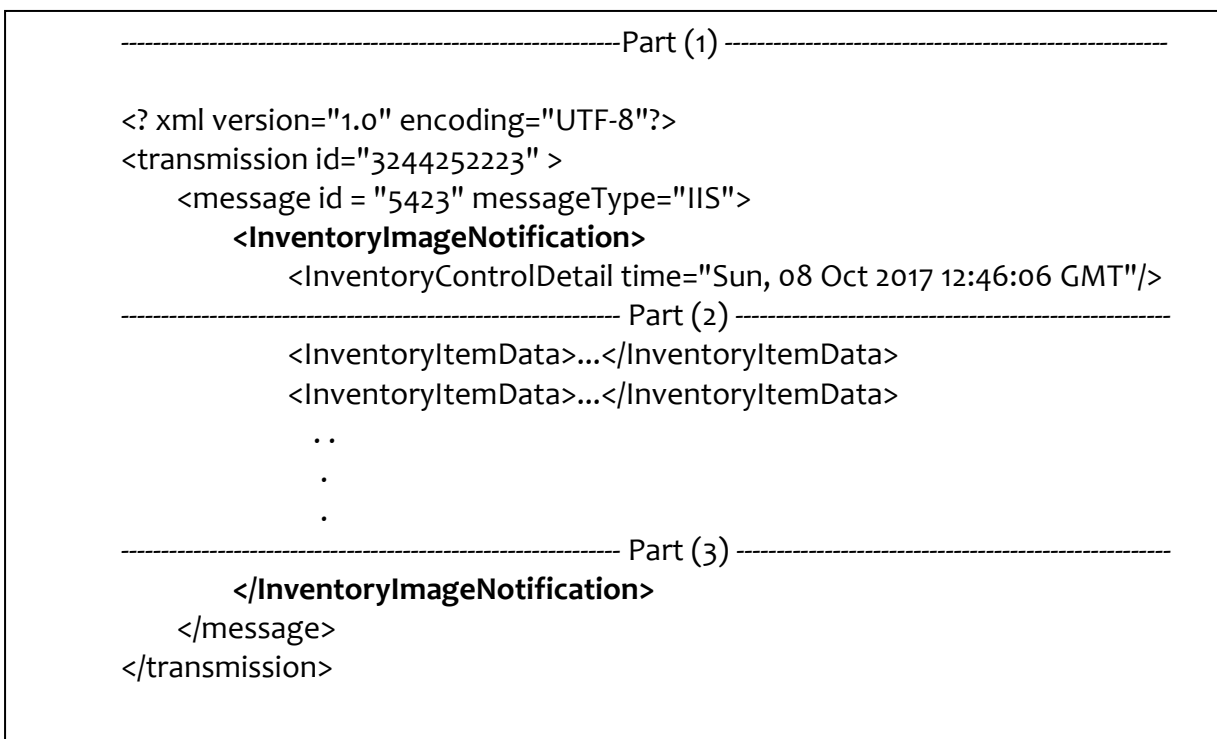 --------------------------------------------------------------Part (1) -------------------------------------------------------
<? xml version="1.0" encoding="UTF-8"?>
<transmission id="3244252223" >
<message id = "5423" messageType="IIS">
<InventoryImageNotification>
<InventoryControlDetail time="Sun, 08 Oct 2017 12:46:06 GMT"/>
-------------------------------------------------------------- Part (2) ------------------------------------------------------
<InventoryItemData>...</InventoryItemData>
<InventoryItemData>...</InventoryItemData>
. .
.
.
-------------------------------------------------------------- Part (3) ------------------------------------------------------
</InventoryImageNotification>
</message>
</transmission>